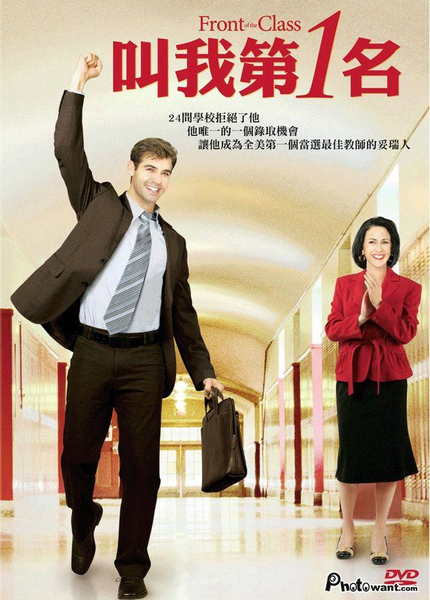 Front of the Class
叫我第1名
24間學校拒絕了他
他唯一的一個錄取機會
讓他成為全美第一個當選最佳教師的妥瑞人
DVD
Photowant.com